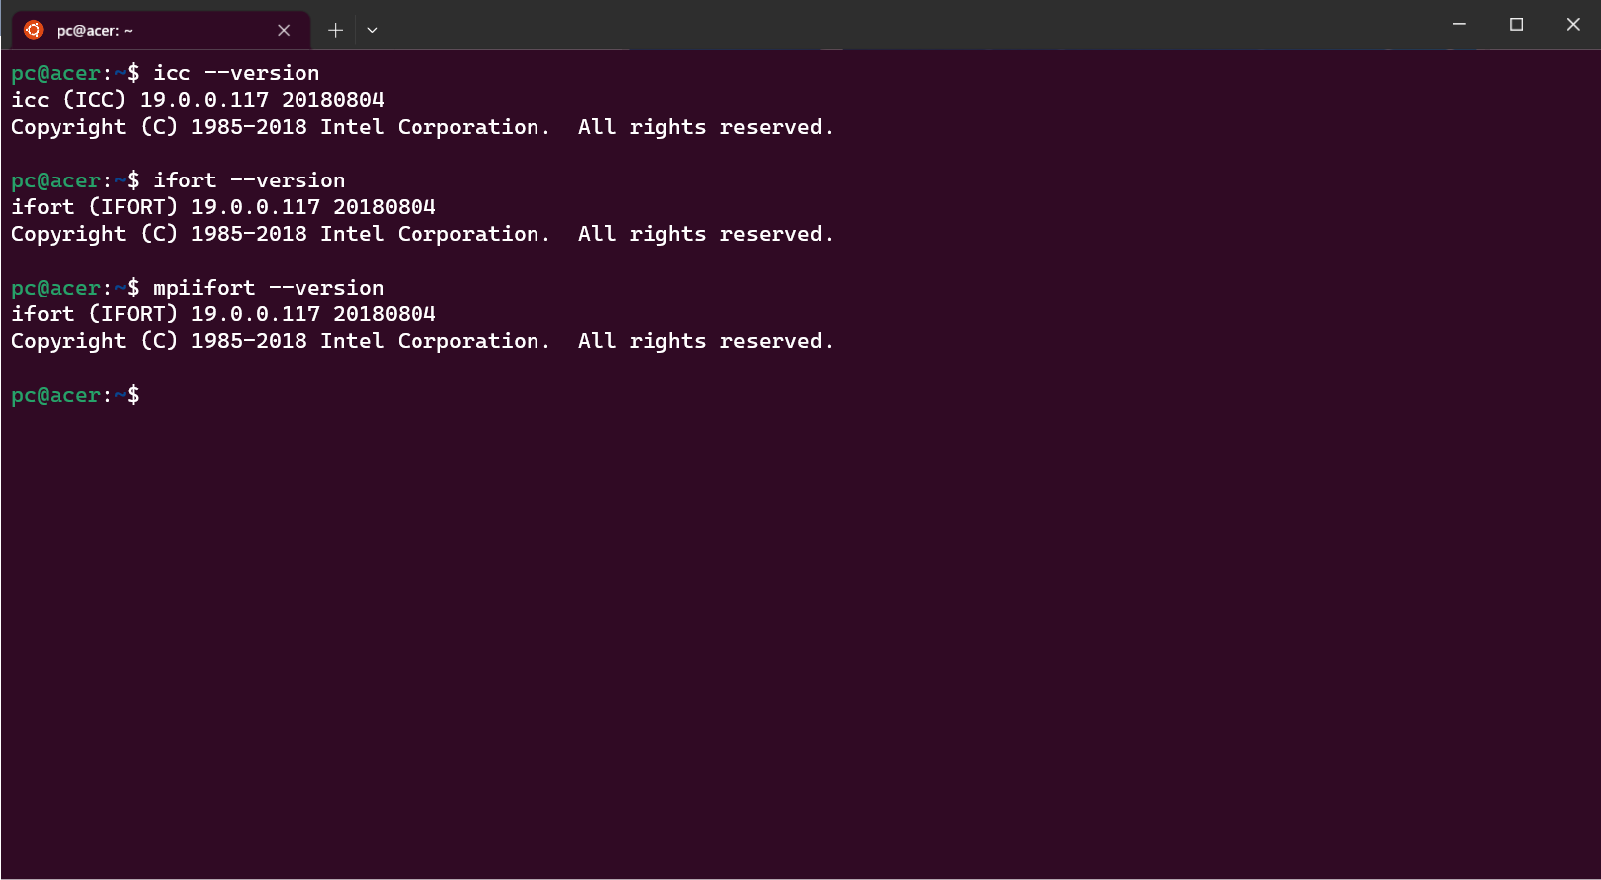 pc@acer: ~
pc@acer:~$ icc --version
icc (ICC) 19.0.0.117 20180804
Copyright (C) 1985-2018 Intel Corporation.  All rights reserved.

pc@acer:~$ ifort --version
ifort (IFORT) 19.0.0.117 20180804
Copyright (C) 1985-2018 Intel Corporation.  All rights reserved.

pc@acer:~$ mpiifort --version
ifort (IFORT) 19.0.0.117 20180804
Copyright (C) 1985-2018 Intel Corporation.  All rights reserved.

pc@acer:~$